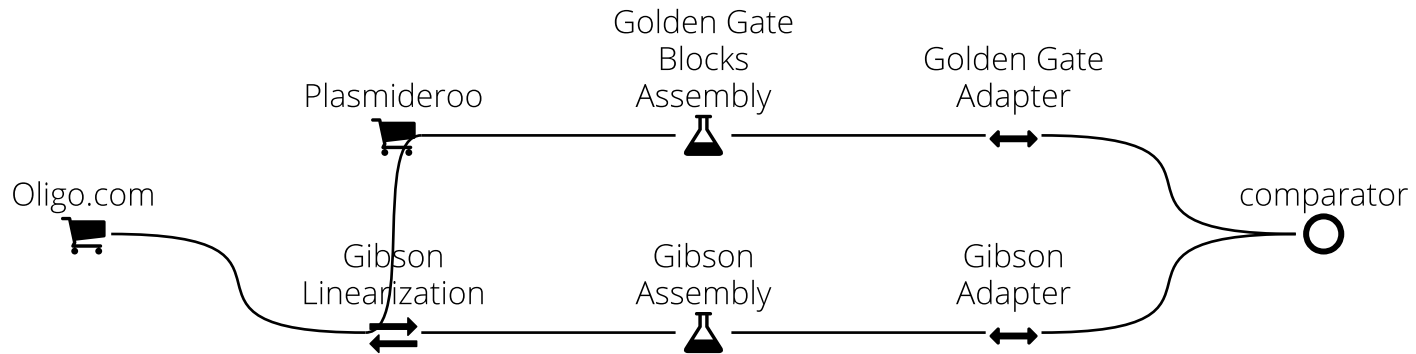 Golden Gate
Blocks
Assembly
Golden Gate
Adapter
Plasmideroo
Oligo.com
comparator
Gibson
Linearization
Gibson
Assembly
Gibson
Adapter